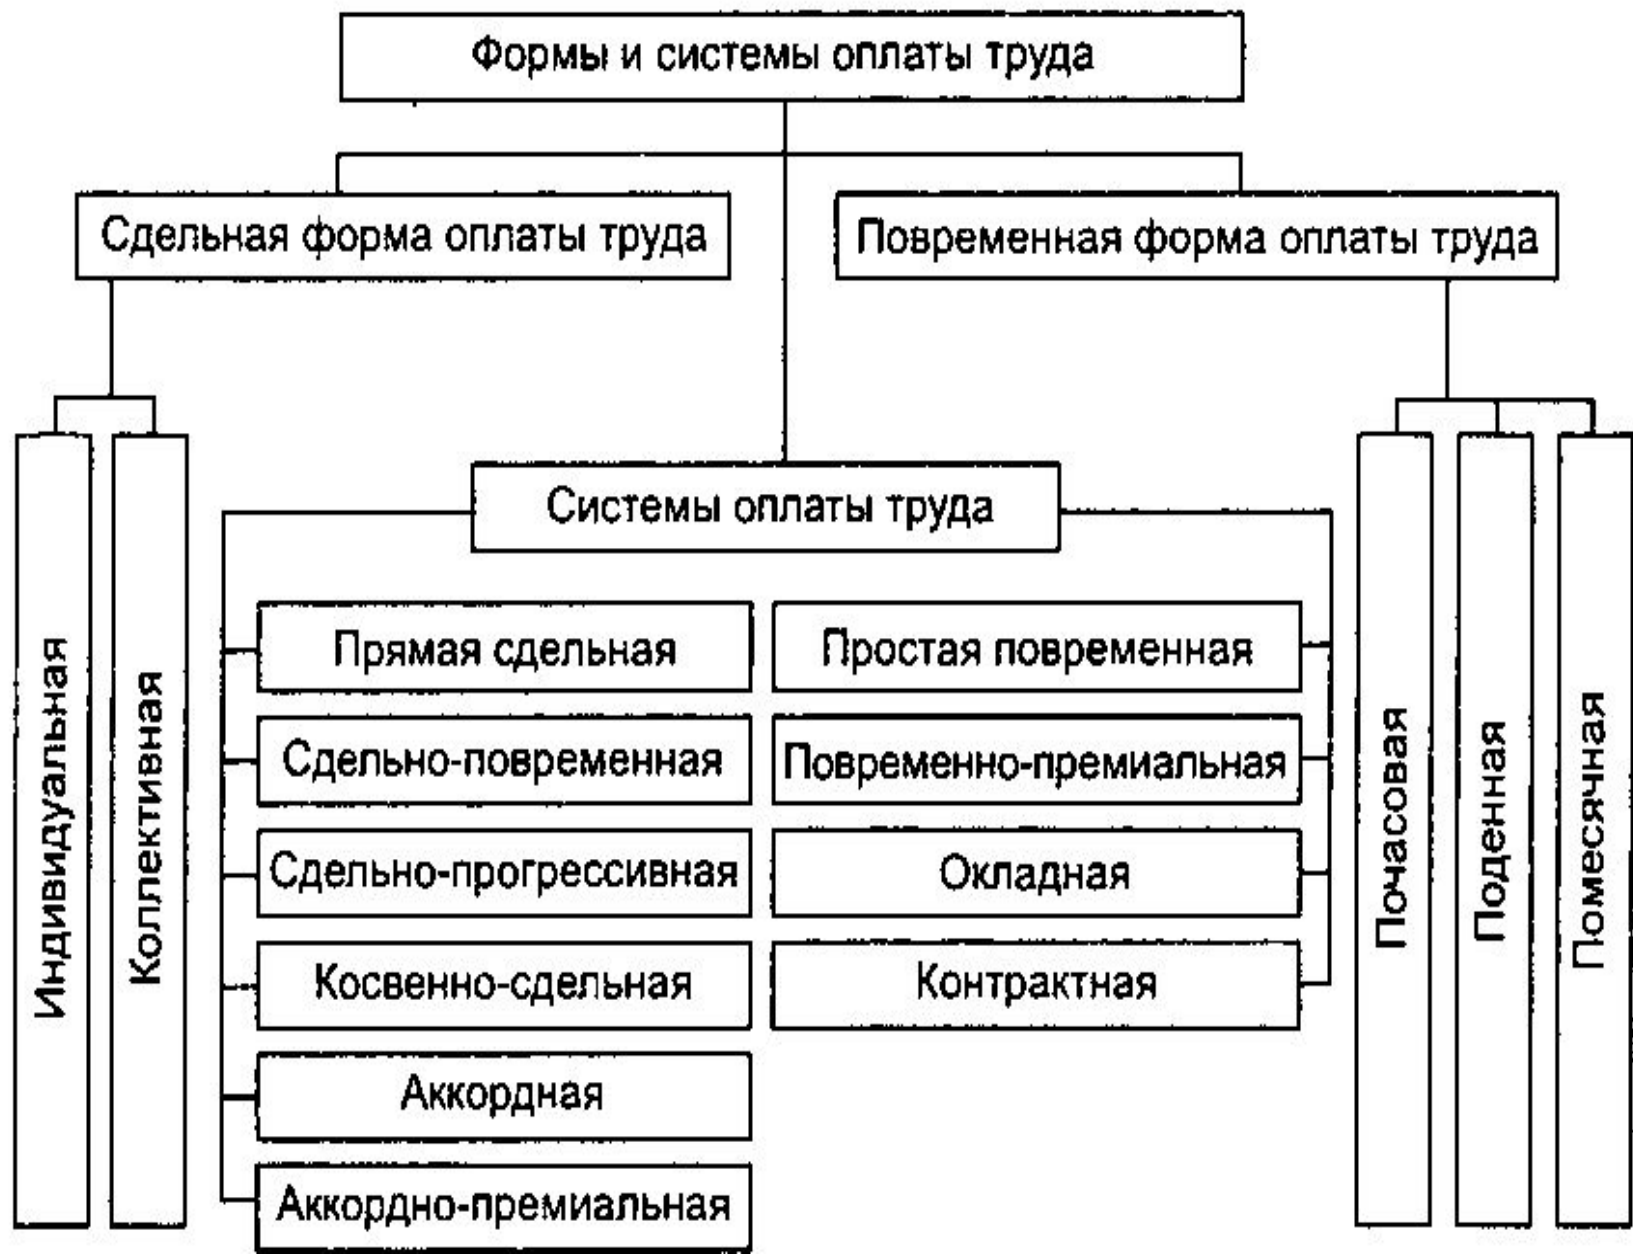 Формы и системы оплаты труда
Сдельная форма оплаты труда
Повременная форма оплаты труда
Индивидуальная
Коллективная
Системы оплаты труда
Прямая сдельная
Сдельно-повременная
Сдельно-прогрессивная
Косвенно-сдельная
Аккордная
Аккордно-премиальная
Простая повременная
Повременно-премиальная
Окладная
Контрактная
Почасовая
Поденная
Помесячная